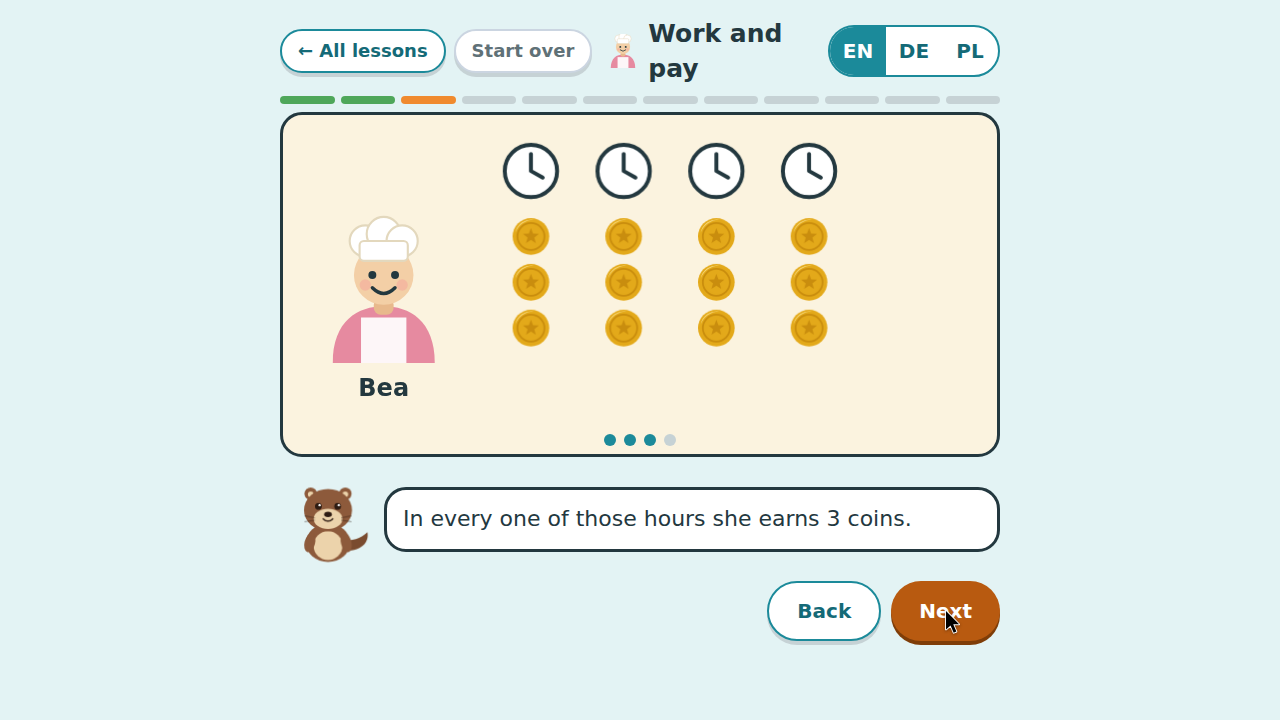 ← All lessons
Start over
Work and
pay
EN DE PL
Bea
In every one of those hours she earns 3 coins.
Back
Next